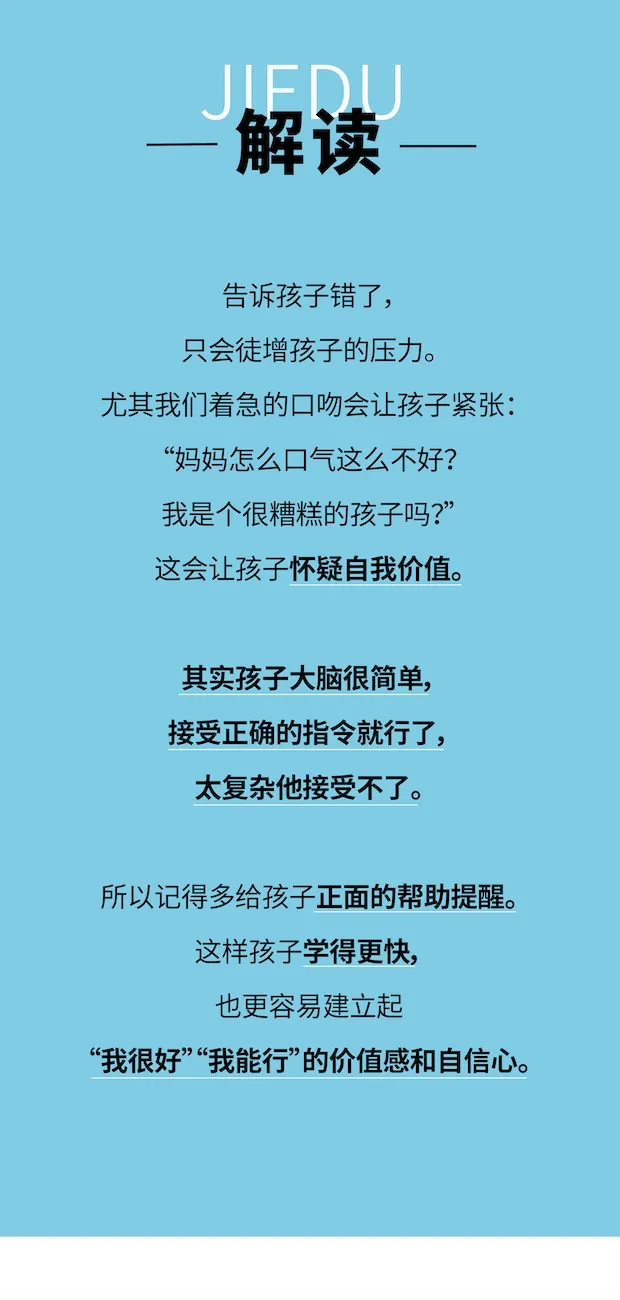 JIEDU
解读
告诉孩子错了，
只会徒增孩子的压力。
尤其我们着急的口吻会让孩子紧张：
“妈妈怎么口气这么不好？
我是个很糟糕的孩子吗？”
这会让孩子怀疑自我价值。
其实孩子大脑很简单，
接受正确的指令就行了，
太复杂他接受不了。
所以记得多给孩子正面的帮助提醒。
这样孩子学得更快，
也更容易建立起
“我很好”“我能行”的价值感和自信心。